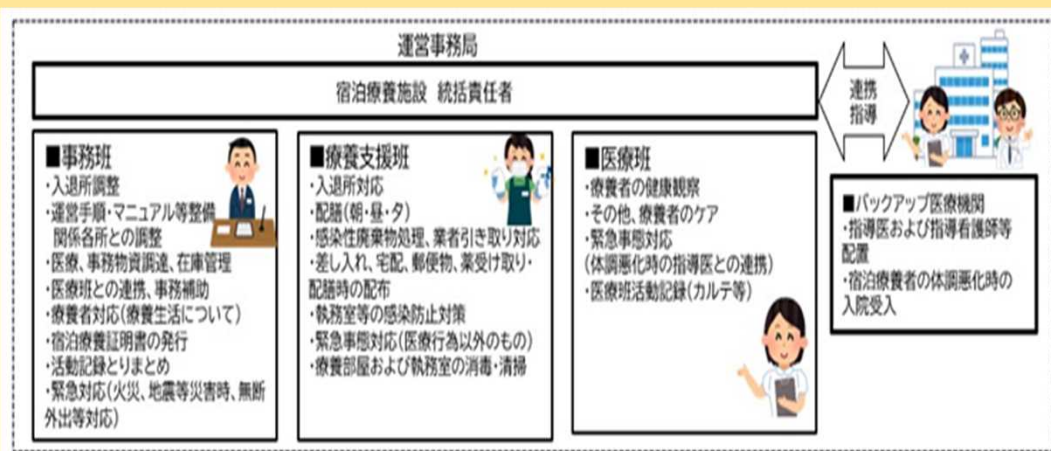 運営事務局
宿泊療養施設 統括責任者
連携
指導
■事務班
・入退所調整
・運営手順・マニュアル等整備
関係各所との調整
・医療、事務物資調達、在庫管理
・医療班との連携、事務補助
・療養者対応(療養生活について)
・宿泊療養証明書の発行
・活動記録とりまとめ
・緊急対応(火災、地震等災害時、無断
外出等対応)
■療養支援班
・入退所対応
・配膳(朝・昼・夕)
・感染性廃棄物処理、業者引き取り対応
・差し入れ、宅配、郵便物、薬受け取り・
配膳時の配布
・執務室等の感染防止対策
・緊急事態対応(医療行為以外のもの)
・療養部屋および執務室の消毒・清掃
■医療班
・療養者の健康観察
・その他、療養者のケア
・緊急事態対応
(体調悪化時の指導医との連携)
・医療班活動記録(カルテ等)
■バックアップ医療機関
・指導医および指導看護師等
配置
・宿泊療養者の体調悪化時の
入院受入